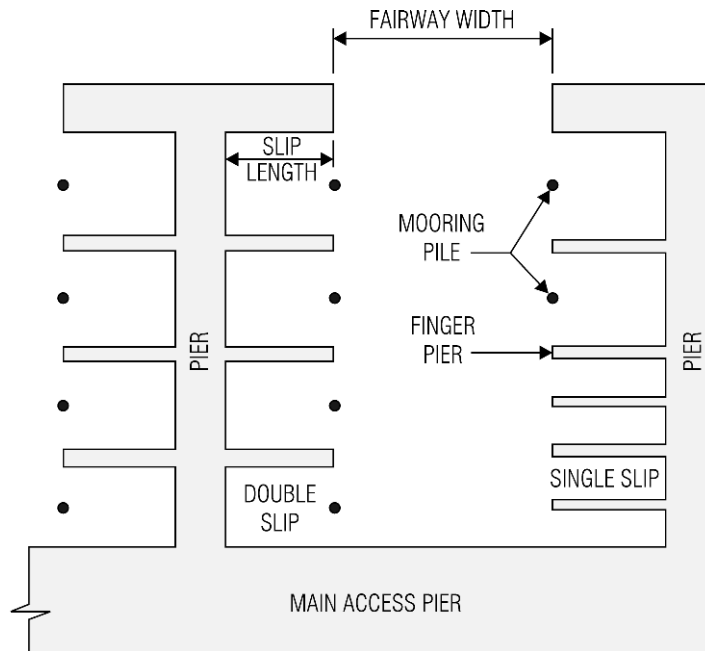 FAIRWAY WIDTH
SLIP
LENGTH
MOORING
PILE
FINGER
PIER
PIER
PIER
DOUBLE
SLIP
SINGLE SLIP
MAIN ACCESS PIER